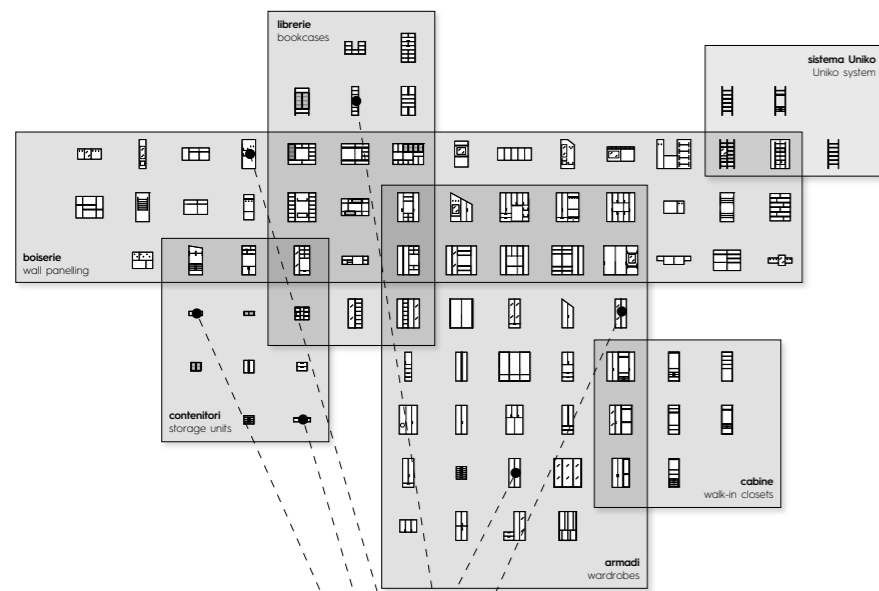 librerie
bookcases
sistema Uniko
Uniko system
boiserie
wall panelling
contenitori
storage units
cabine
walk-in closets
armadi
wardrobes